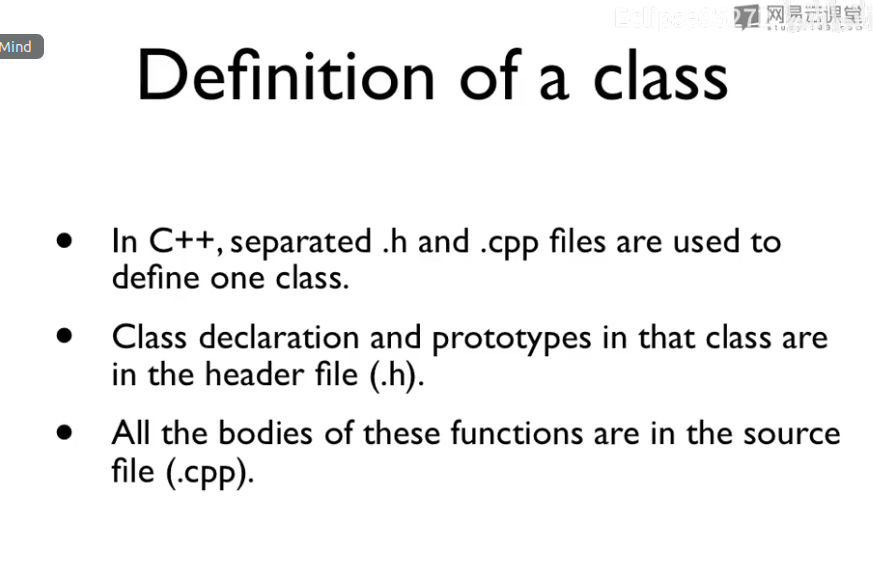 网易云课堂
Mind
Definition of a class
• In C++, separated .h and .cpp files are used to
define one class.
• Class declaration and prototypes in that class are
in the header file (.h).
• All the bodies of these functions are in the source
file (.cpp).